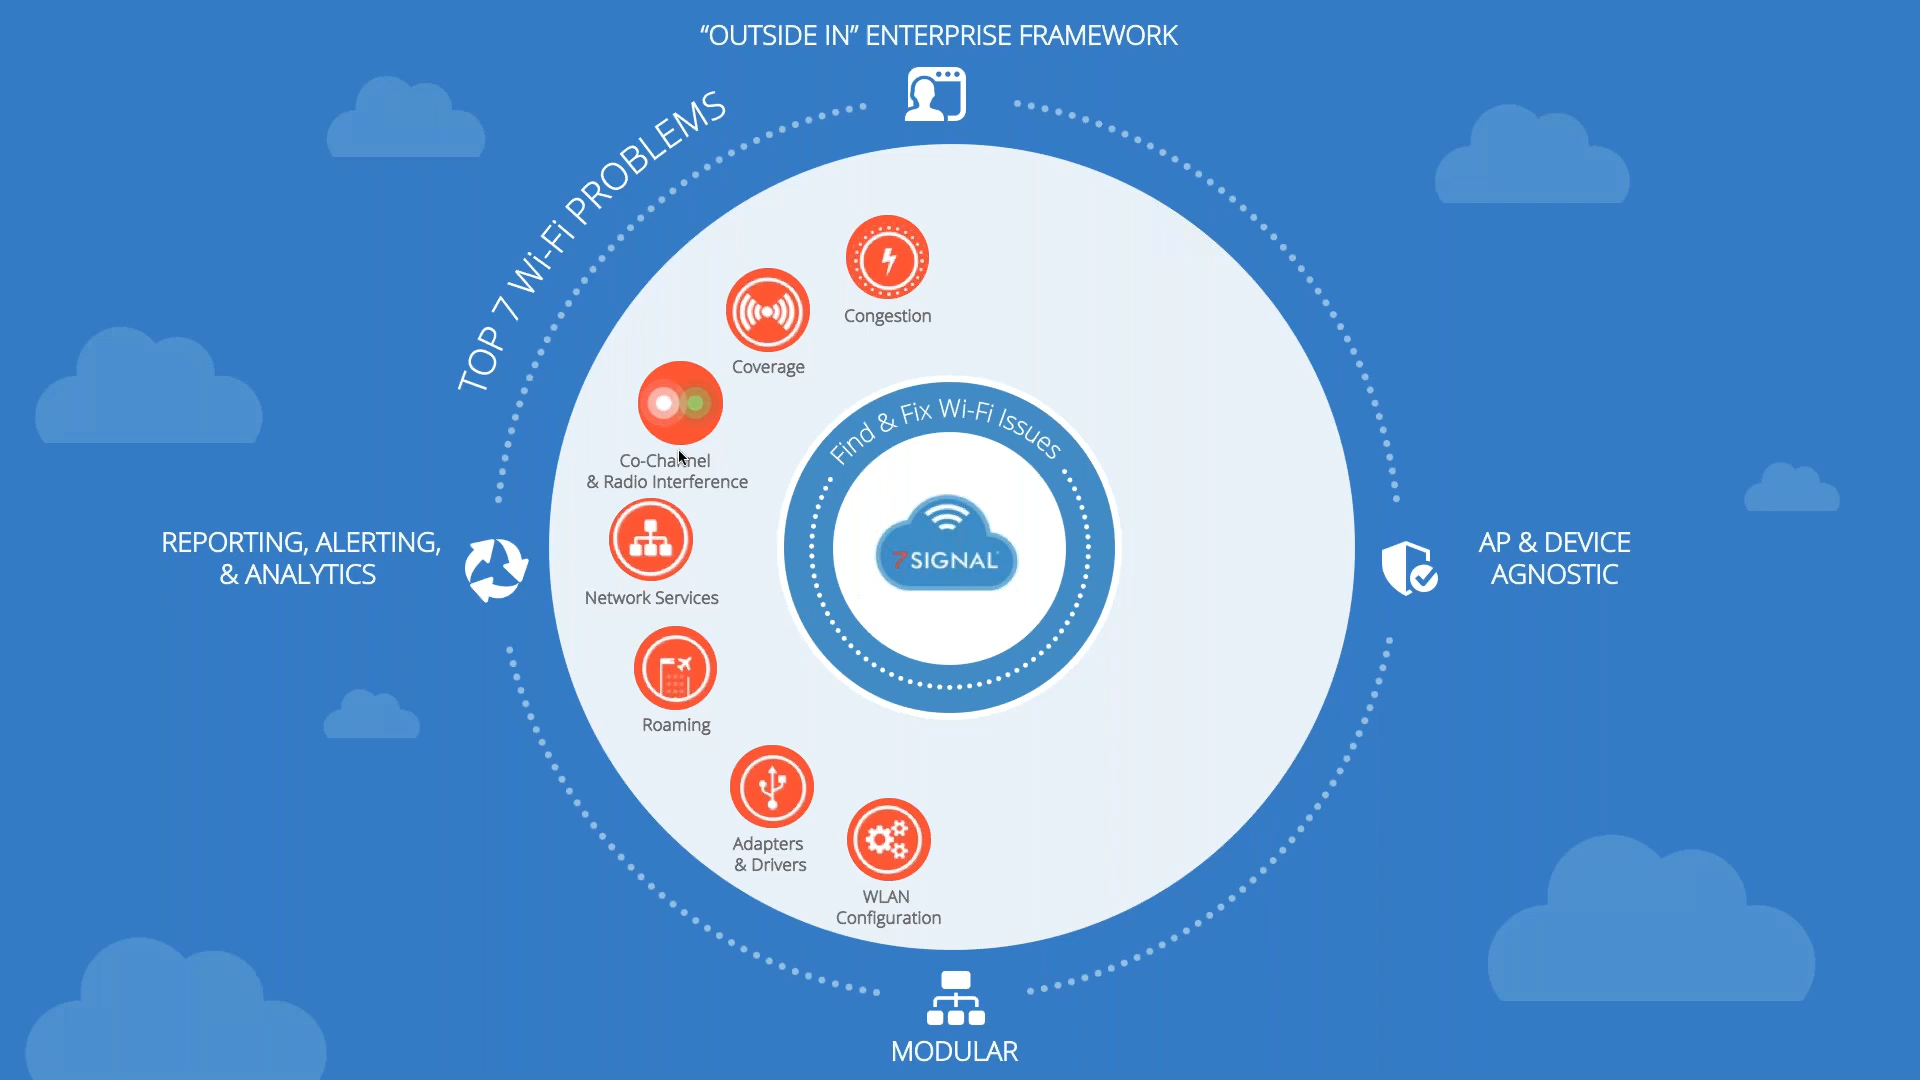 “OUTSIDE IN” ENTERPRISE FRAMEWORK
TOP 7 Wi-Fi PROBLEMS
Congestion
Coverage
Co-Channel
& Radio Interference
Find & Fix Wi-Fi Issues
7SIGNAL
Network Services
REPORTING, ALERTING,
& ANALYTICS
AP & DEVICE
AGNOSTIC
Roaming
Adapters
& Drivers
WLAN
Configuration
MODULAR